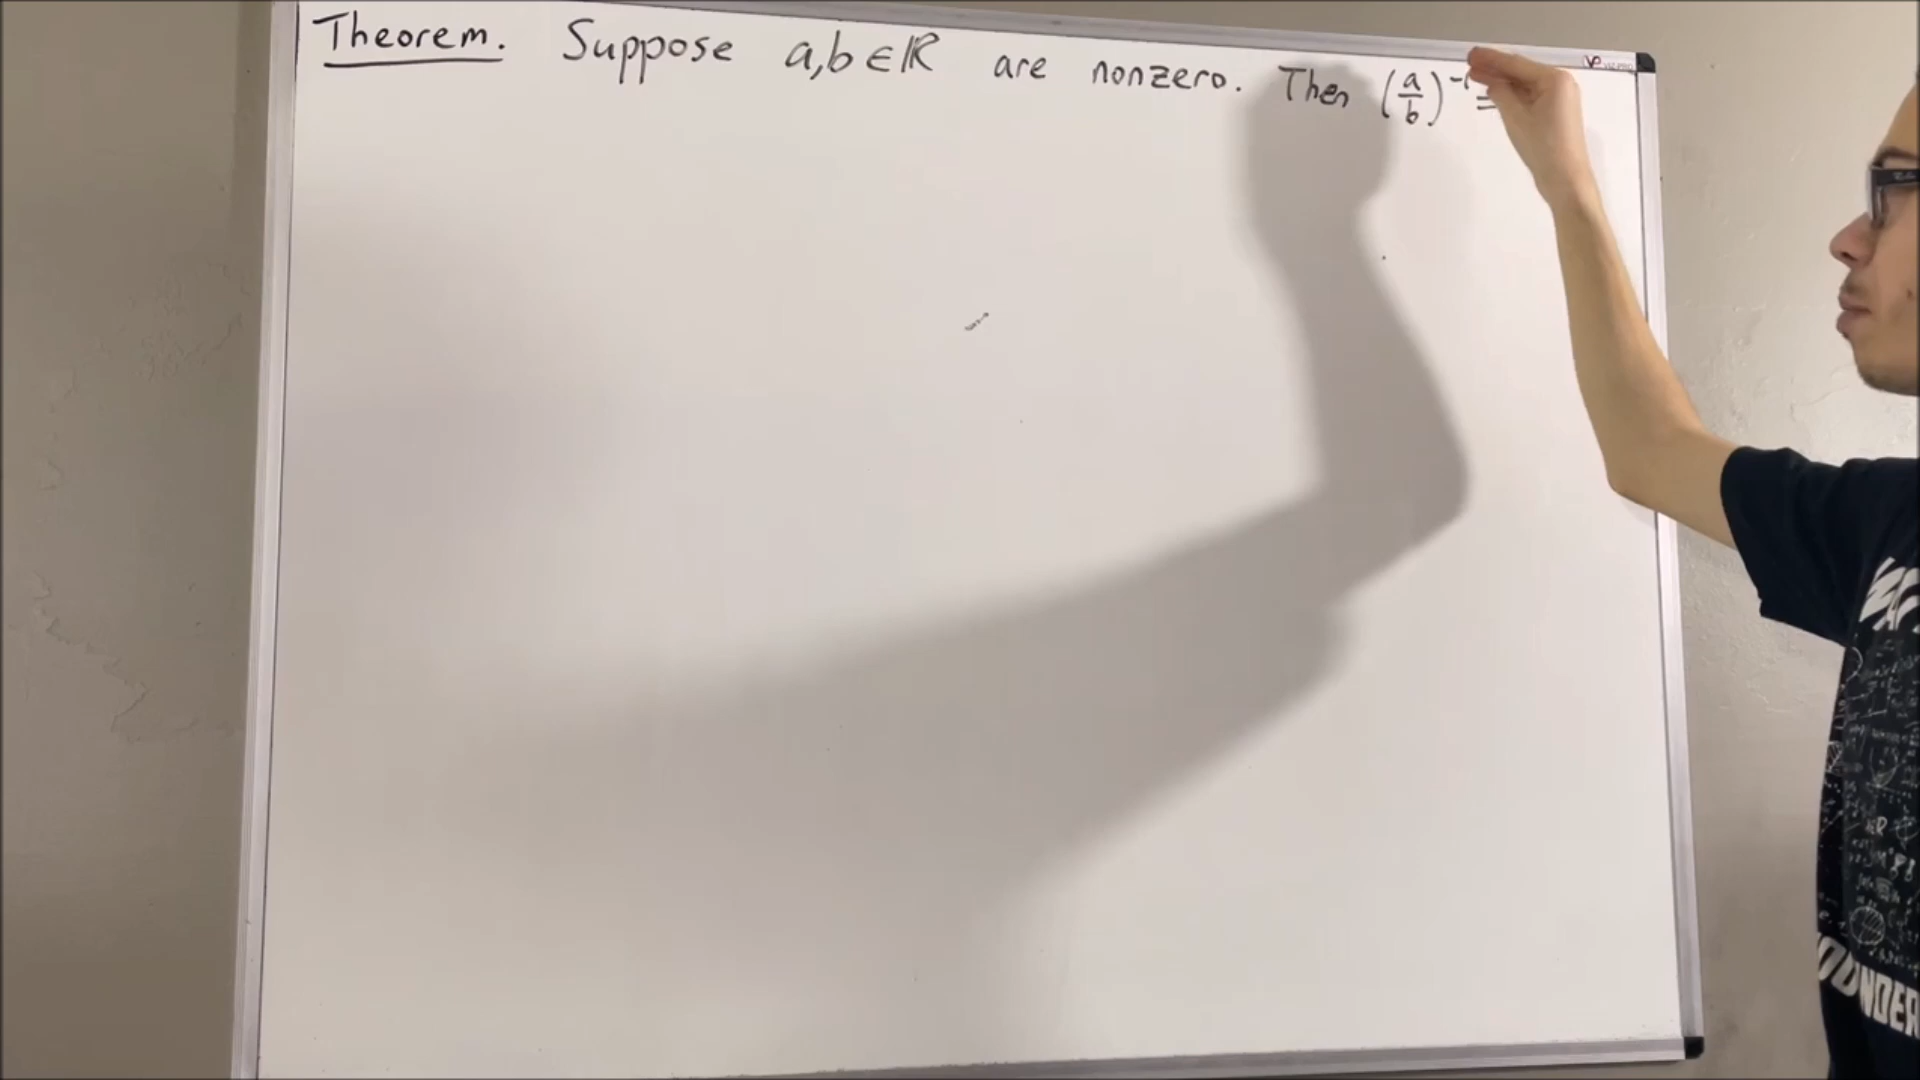 Theorem. Suppose a,b ∈ ℝ are nonzero. Then (a/b)^-1 =